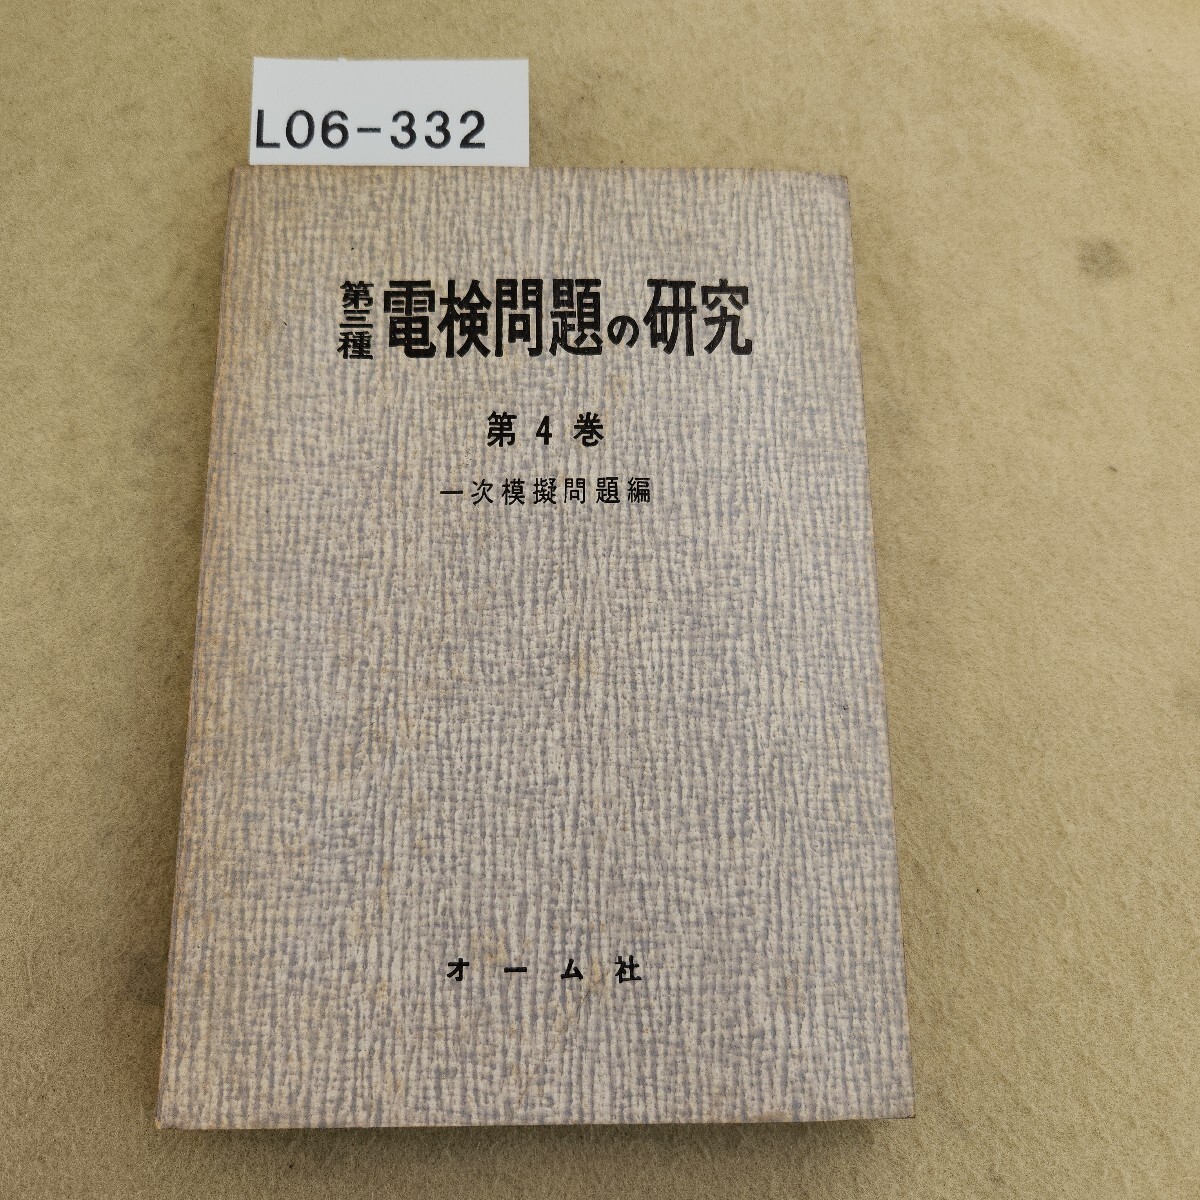 L06-332
第三種 電検問題の研究
第4巻
一次模擬問題編
オーム社